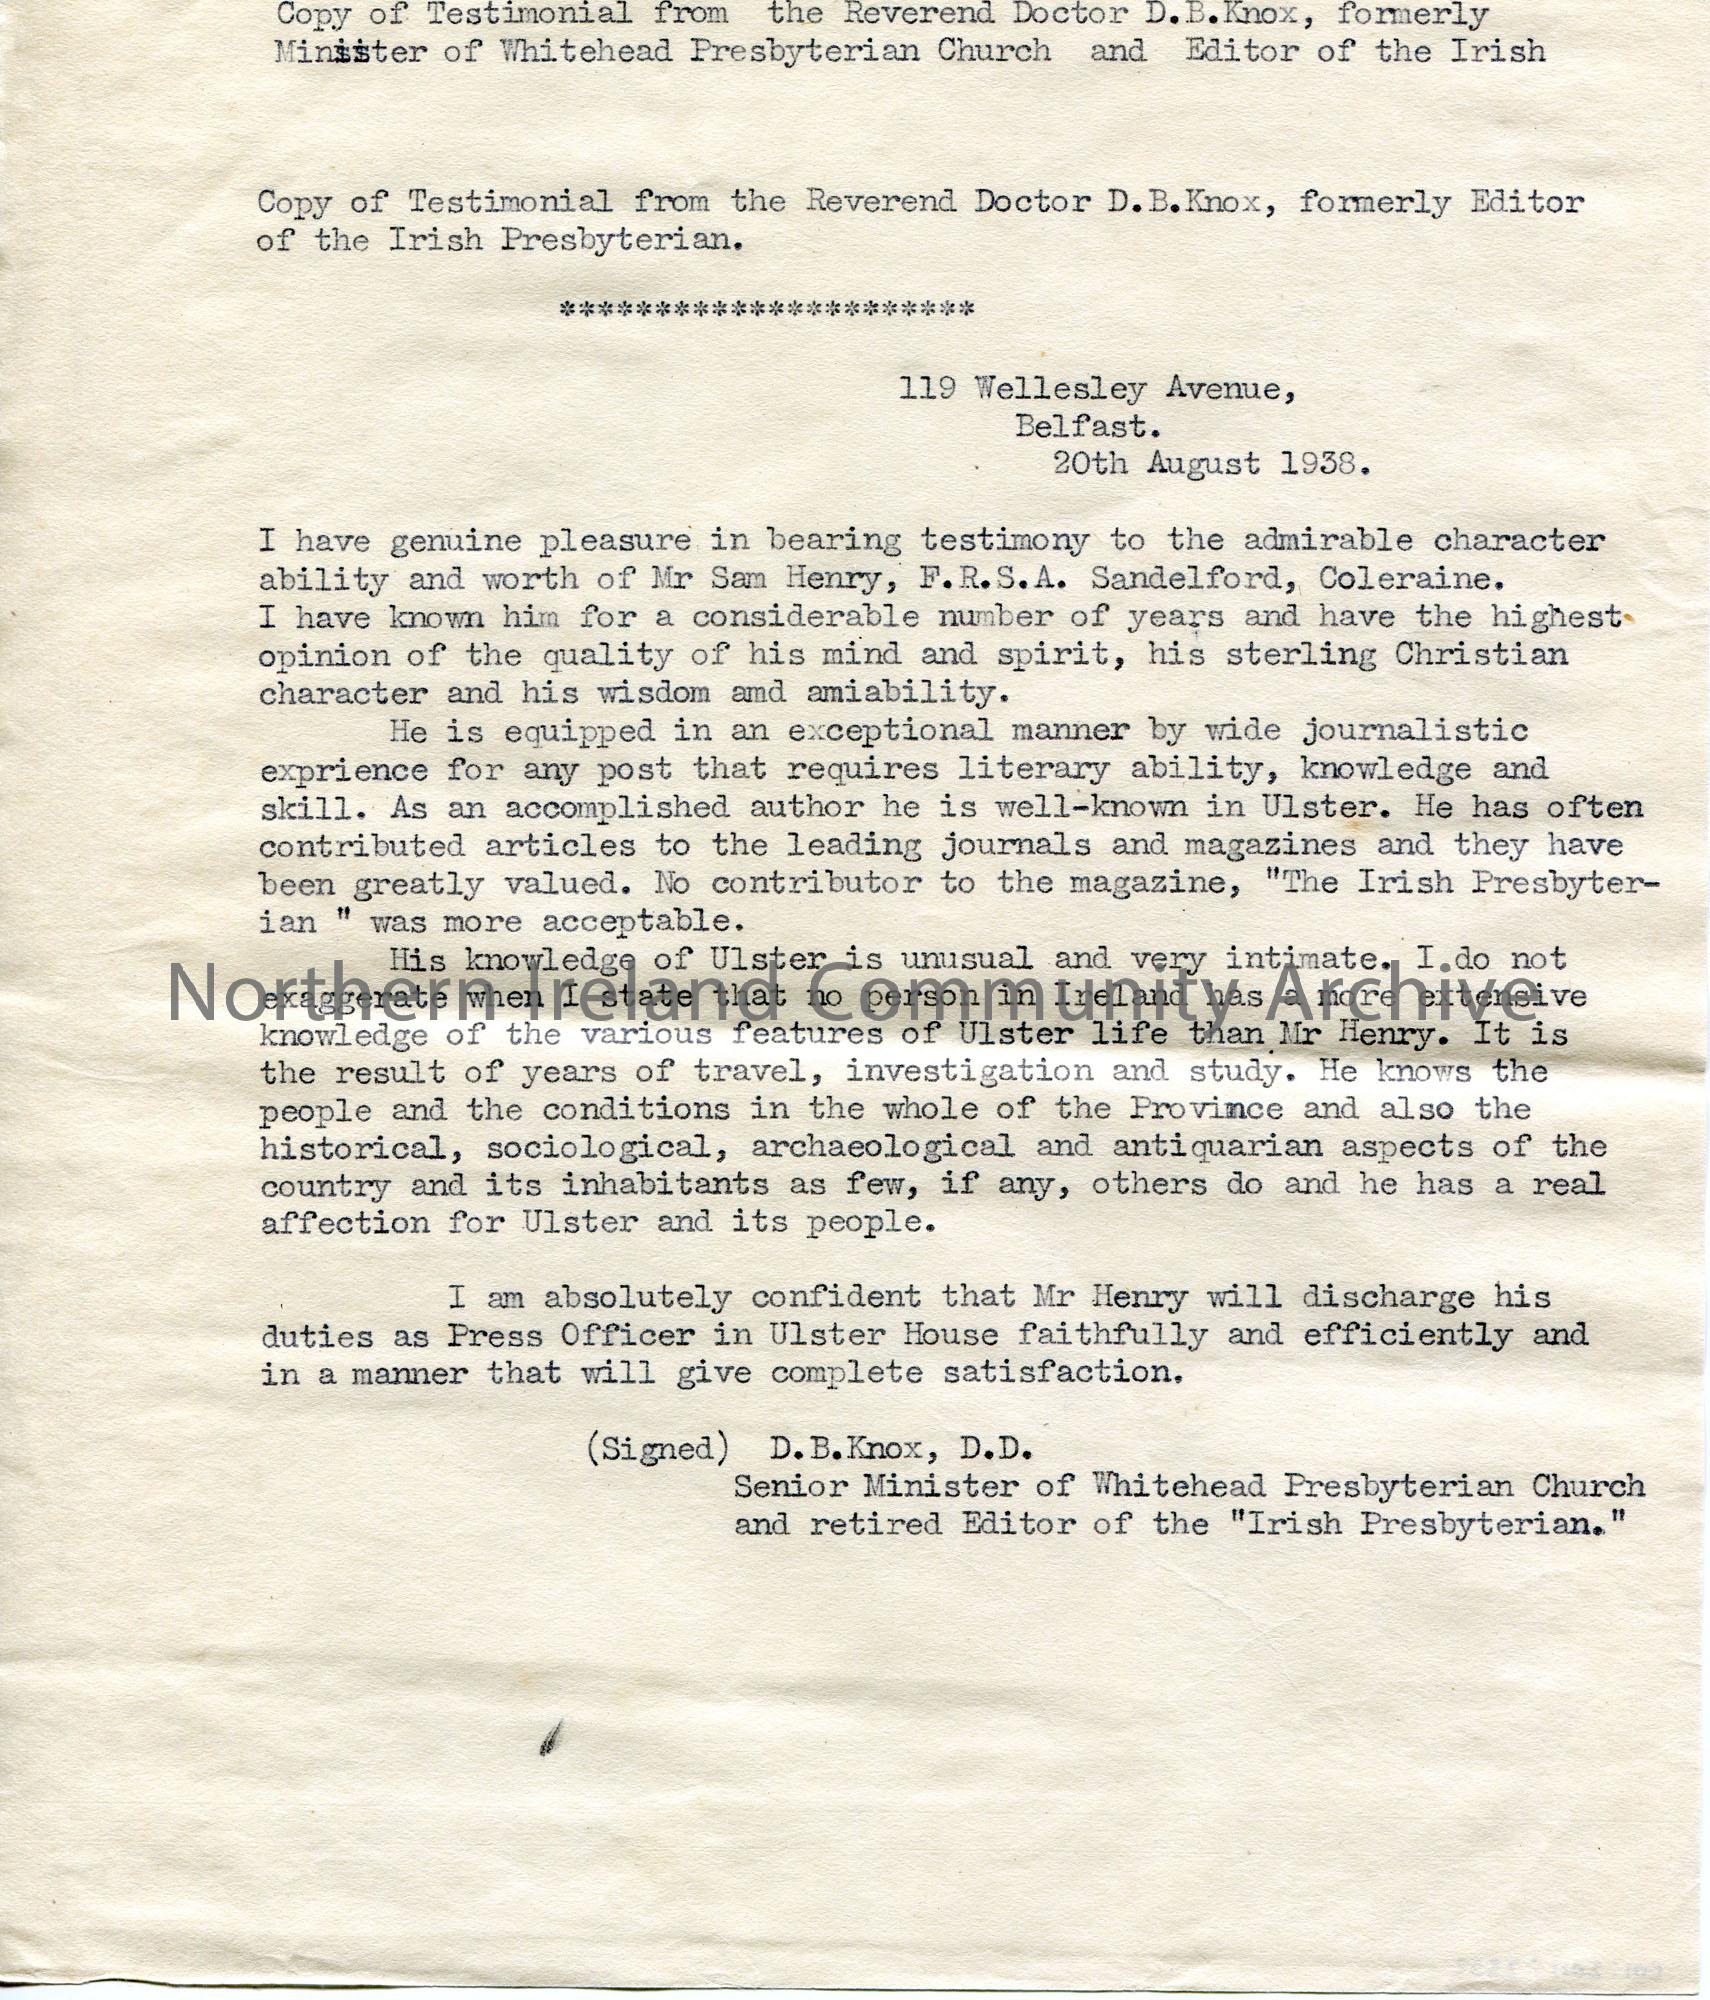 Copy of Testimonial from the Reverend Doctor D.B.Knox, formerly
Minister of Whitehead Presbyterian Church and Editor of the Irish
Copy of Testimonial from the Reverend Doctor D.B.Knox, formerly Editor
of the Irish Presbyterian.
**********************
119 Wellesley Avenue,
Belfast.
20th August 1938.
I have genuine pleasure in bearing testimony to the admirable character
ability and worth of Mr Sam Henry, F.R.S.A. Sandelford, Coleraine.
I have known him for a considerable number of years and have the highest
opinion of the quality of his mind and spirit, his sterling Christian
character and his wisdom amd amiability.
He is equipped in an exceptional manner by wide journalistic
exprience for any post that requires literary ability, knowledge and
skill. As an accomplished author he is well-known in Ulster. He has often
contributed articles to the leading journals and magazines and they have
been greatly valued. No contributor to the magazine, "The Irish Presbyter-
ian " was more acceptable.
His knowledge of Ulster is unusual and very intimate. I do not
Northern Ireland Community Archive
exaggerate when I state that no person in Ireland has a more extensive
knowledge of the various features of Ulster life than Mr Henry. It is
the result of years of travel, investigation and study. He knows the
people and the conditions in the whole of the Province and also the
historical, sociological, archaeological and antiquarian aspects of the
country and its inhabitants as few, if any, others do and he has a real
affection for Ulster and its people.
I am absolutely confident that Mr Henry will discharge his
duties as Press Officer in Ulster House faithfully and efficiently and
in a manner that will give complete satisfaction.
(Signed) D.B.Knox, D.D.
Senior Minister of Whitehead Presbyterian Church
and retired Editor of the "Irish Presbyterian."